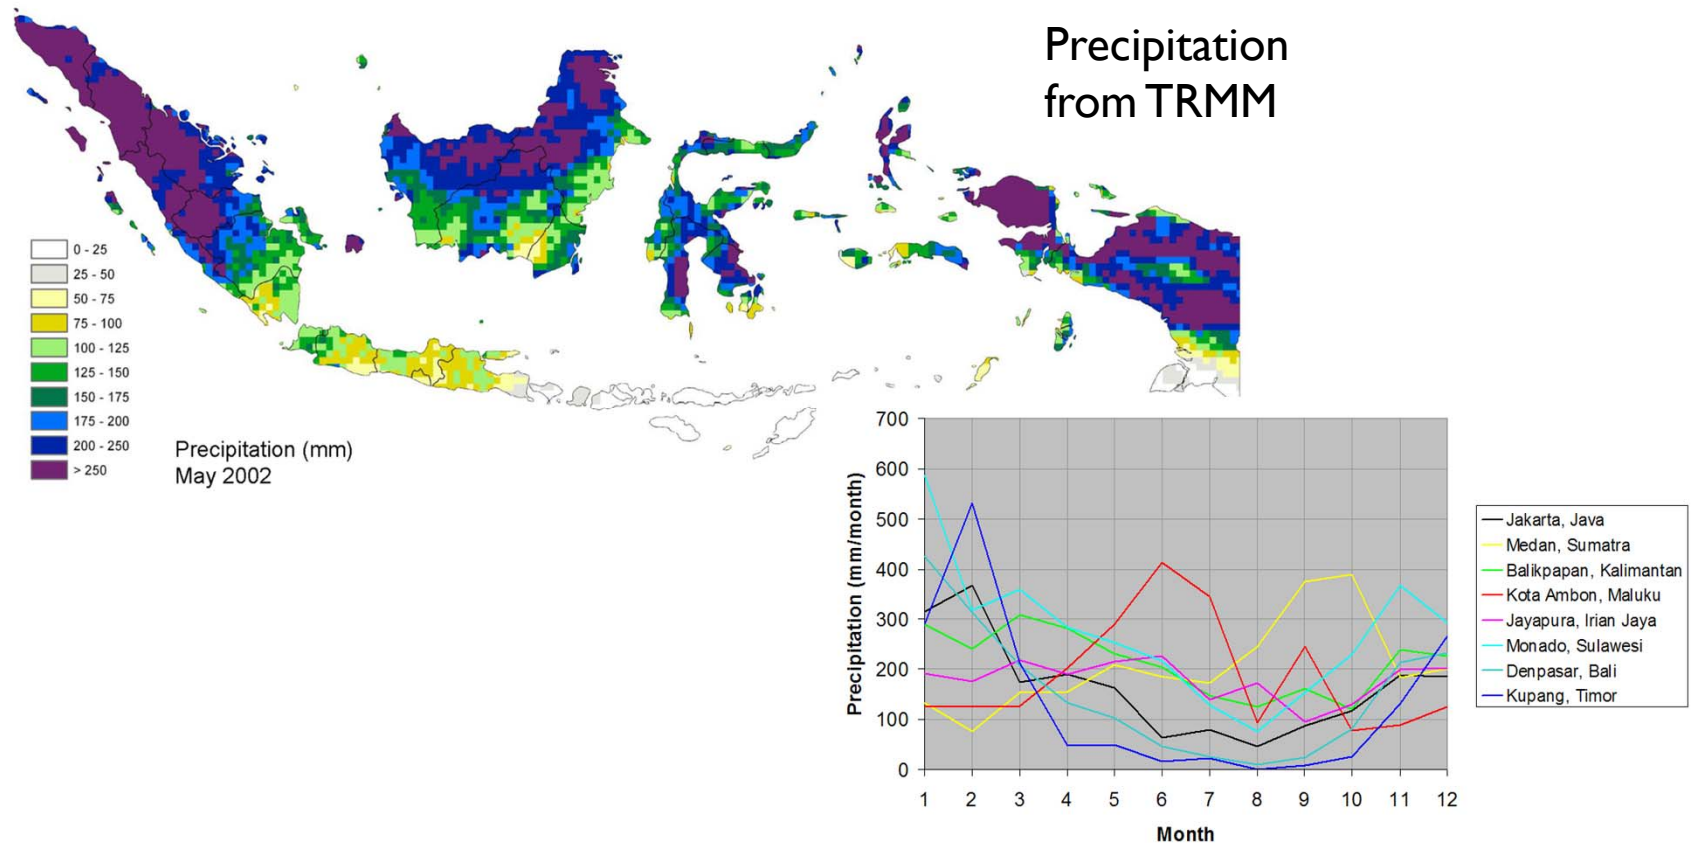 Precipitation
from TRMM
0 - 25
25 - 50
50 - 75
75 - 100
100 - 125
125 - 150
150 - 175
175 - 200
200 - 250
> 250
Precipitation (mm)
May 2002
700
600
500
400
300
200
100
0
Precipitation (mm/month)
1 2 3 4 5 6 7 8 9 10 11 12
Month
Jakarta, Java
Medan, Sumatra
Balikpapan, Kalimantan
Kota Ambon, Maluku
Jayapura, Irian Jaya
Monado, Sulawesi
Denpasar, Bali
Kupang, Timor